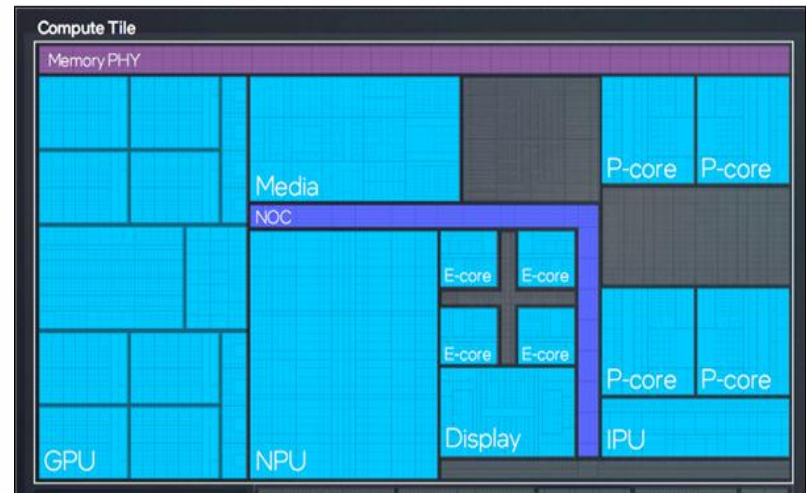 Compute Tile
Memory PHY
P-core P-core
Media
NOC
E-core E-core
E-core E-core
P-core P-core
Display
GPU
NPU
IPU